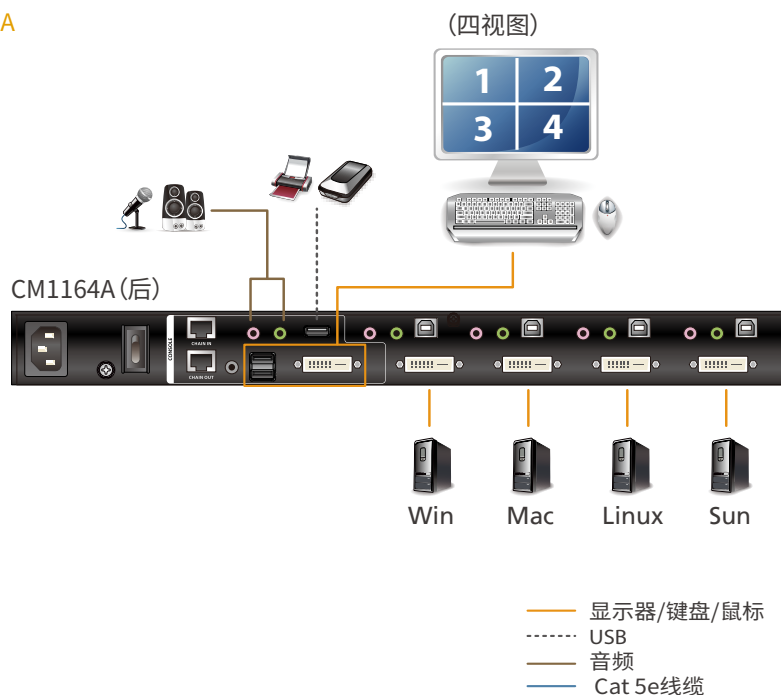 A
(四视图)
1 2
3 4
CM1164A（后）
CONSOLE
CHAIN IN
CHAIN OUT
Win Mac Linux Sun
显示器/键盘/鼠标
USB
音频
Cat 5e线缆